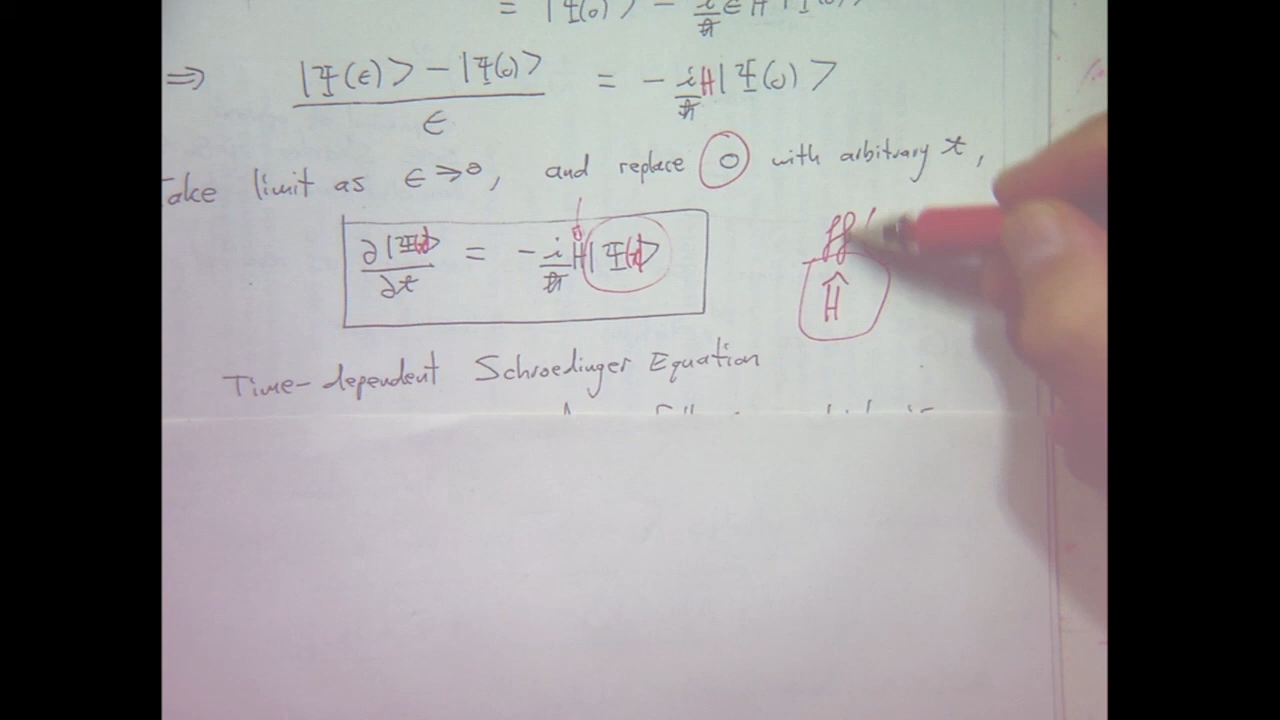 = |Ψ(0)> - i/ħ ϵ H |Ψ(0)>
⇒ |Ψ(ϵ)> - |Ψ(0)> / ϵ = - i/ħ H |Ψ(0)>
Take limit as ϵ → 0, and replace 0 with arbitrary t,
∂|Ψ(t)> / ∂t = - i/ħ H |Ψ(t)>
Ĥ
Time-dependent Schroedinger Equation